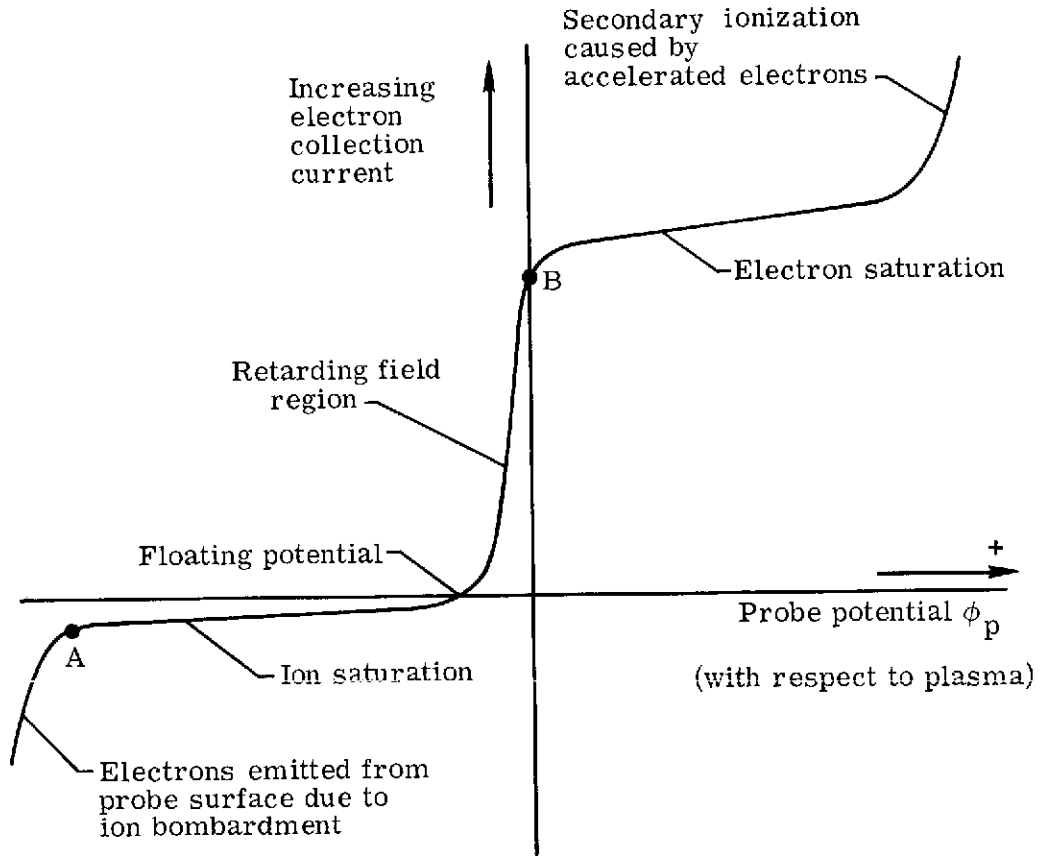 Secondary ionization
caused by
accelerated electrons
Increasing
electron
collection
current
B
Electron saturation
Retarding field
region
Floating potential
+
Probe potential ϕp
(with respect to plasma)
A
Ion saturation
Electrons emitted from
probe surface due to
ion bombardment